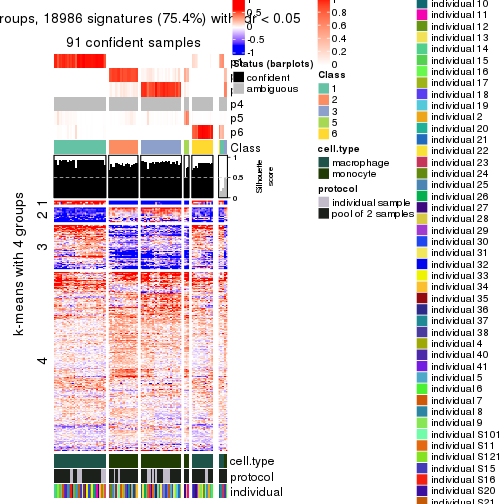 roups, 18986 signatures (75.4%) with
or < 0.05
91 confident samples
p4
p5
p6
Class
1
0.5
0
Silhouette
score
k-means with 4 groups
1
2
3
4
cell.type
protocol
individual
0.5
0
-0.5
-1
Status (barplots)
confident
ambiguous
0.8
0.6
0.4
0.2
0
Class
1
2
3
5
6
cell.type
macrophage
monocyte
protocol
individual sample
pool of 2 samples
individual 10
individual 11
individual 12
individual 13
individual 14
individual 15
individual 16
individual 17
individual 18
individual 19
individual 2
individual 20
individual 21
individual 22
individual 23
individual 24
individual 25
individual 26
individual 27
individual 28
individual 29
individual 30
individual 31
individual 32
individual 33
individual 34
individual 35
individual 36
individual 37
individual 38
individual 4
individual 40
individual 41
individual 5
individual 6
individual 7
individual 8
individual 9
individual S101
individual S11
individual S121
individual S15
individual S16
individual S20
individual S21